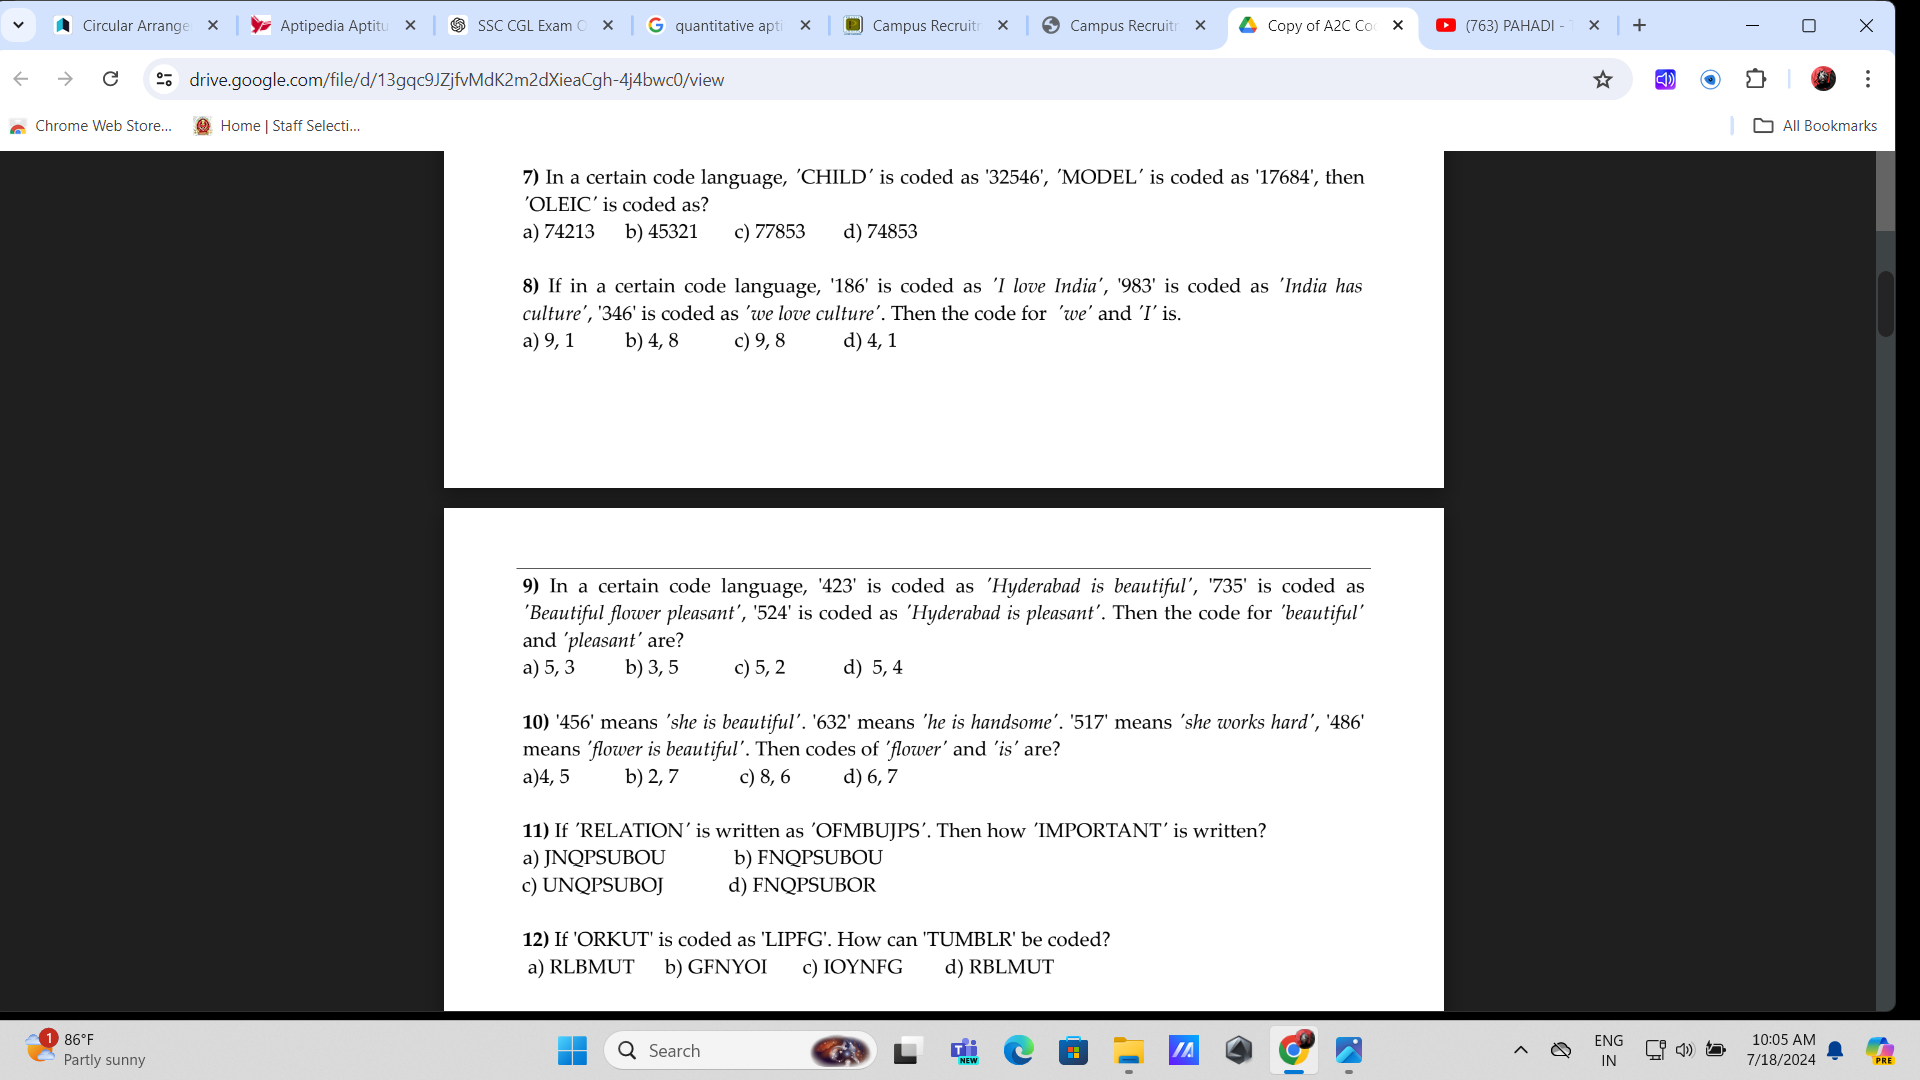 Circular Arrange
Aptipedia Aptitu
SSC CGL Exam O
quantitative apti
Campus Recruitr
Campus Recruitr
Copy of A2C Co
(763) PAHADI -
drive.google.com/file/d/13gqc9JZjfvMdK2m2dXieaCgh-4j4bwc0/view
Chrome Web Store...
Home | Staff Selecti...
All Bookmarks
7) In a certain code language, 'CHILD' is coded as '32546', 'MODEL' is coded as '17684', then
'OLEIC' is coded as?
a) 74213 b) 45321 c) 77853 d) 74853
8) If in a certain code language, '186' is coded as 'I love India', '983' is coded as 'India has
culture', '346' is coded as 'we love culture'. Then the code for 'we' and 'I' is.
a) 9, 1 b) 4, 8 c) 9, 8 d) 4, 1
9) In a certain code language, '423' is coded as 'Hyderabad is beautiful', '735' is coded as
'Beautiful flower pleasant', '524' is coded as 'Hyderabad is pleasant'. Then the code for 'beautiful'
and 'pleasant' are?
a) 5, 3 b) 3, 5 c) 5, 2 d) 5, 4
10) '456' means 'she is beautiful'. '632' means 'he is handsome'. '517' means 'she works hard', '486'
means 'flower is beautiful'. Then codes of 'flower' and 'is' are?
a)4, 5 b) 2, 7 c) 8, 6 d) 6, 7
11) If 'RELATION' is written as 'OFMBUJPS'. Then how 'IMPORTANT' is written?
a) JNQPSUBOU b) FNQPSUBOU
c) UNQPSUBOJ d) FNQPSUBOR
12) If 'ORKUT' is coded as 'LIPFG'. How can 'TUMBLR' be coded?
a) RLBMUT b) GFNYOI c) IOYNFG d) RBLMUT
1
86°F
Partly sunny
Search
NEW
ENG
IN
10:05 AM
7/18/2024
PRE